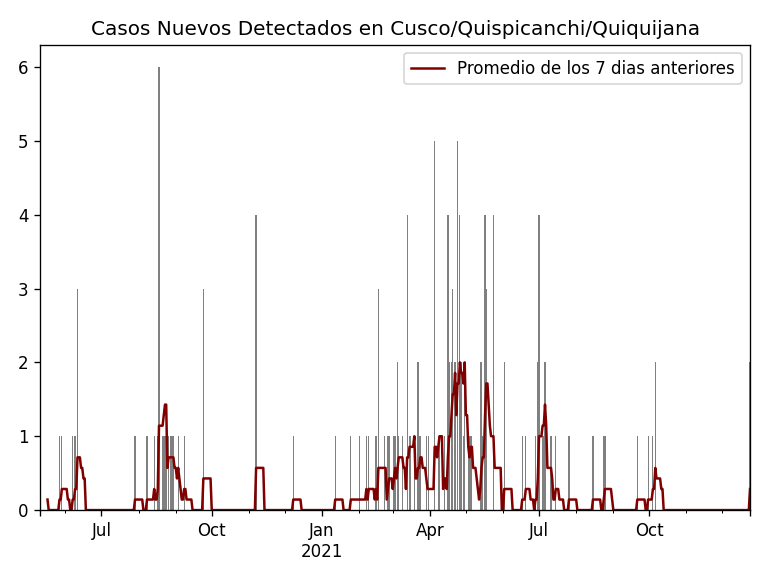 Casos Nuevos Detectados en Cusco/Quispicanchi/Quiquijana
Promedio de los 7 dias anteriores
6
5
4
3
2
1
0
Jul
Oct
Jan
2021
Apr
Jul
Oct